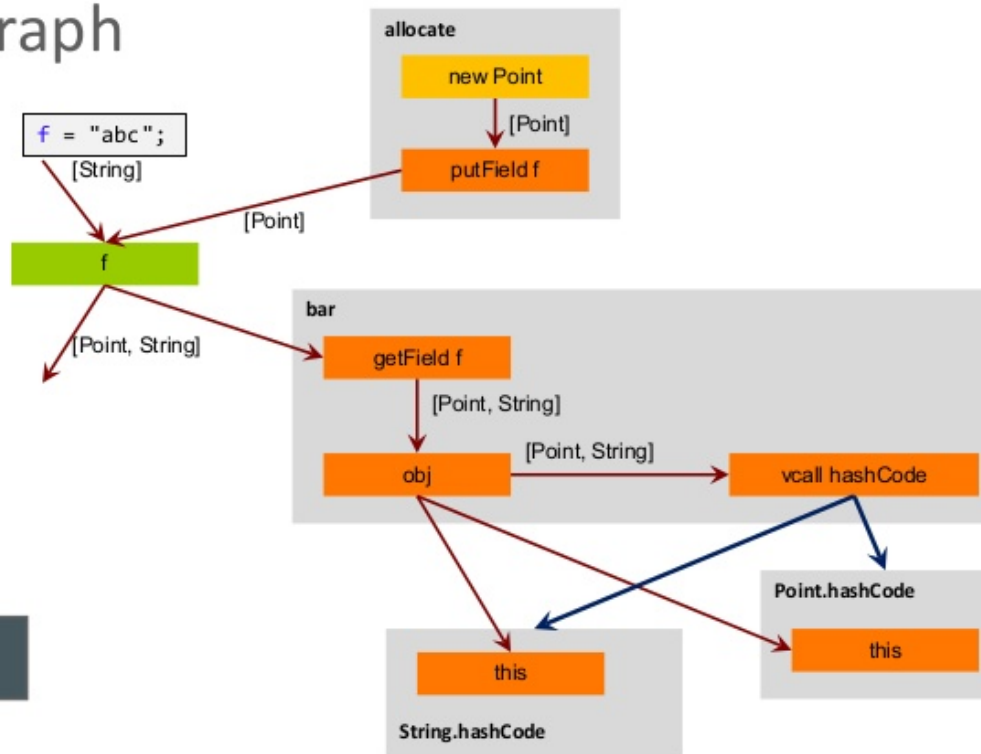 raph
allocate
new Point
[Point]
putField f
f = "abc";
[String]
[Point]
f
[Point, String]
bar
getField f
[Point, String]
obj
[Point, String]
vcall hashCode
Point.hashCode
this
this
String.hashCode